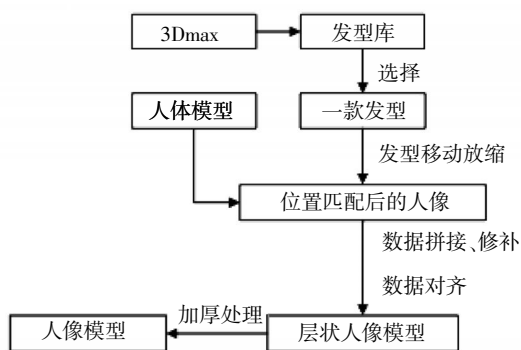 3Dmax
发型库
选择
人体模型
一款发型
发型移动放缩
位置匹配后的人像
数据拼接、修补
数据对齐
加厚处理
人像模型
层状人像模型